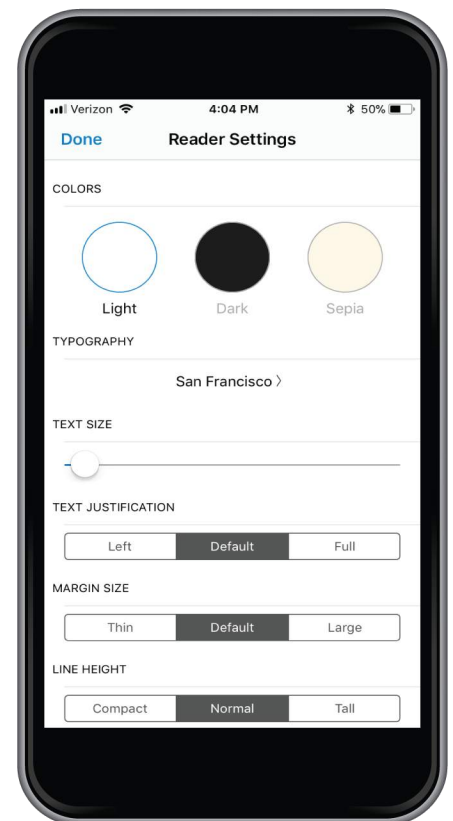 Verizon 4:04 PM 50%
Done Reader Settings
COLORS
Light Dark Sepia
TYPOGRAPHY
San Francisco 〉
TEXT SIZE
TEXT JUSTIFICATION
Left Default Full
MARGIN SIZE
Thin Default Large
LINE HEIGHT
Compact Normal Tall